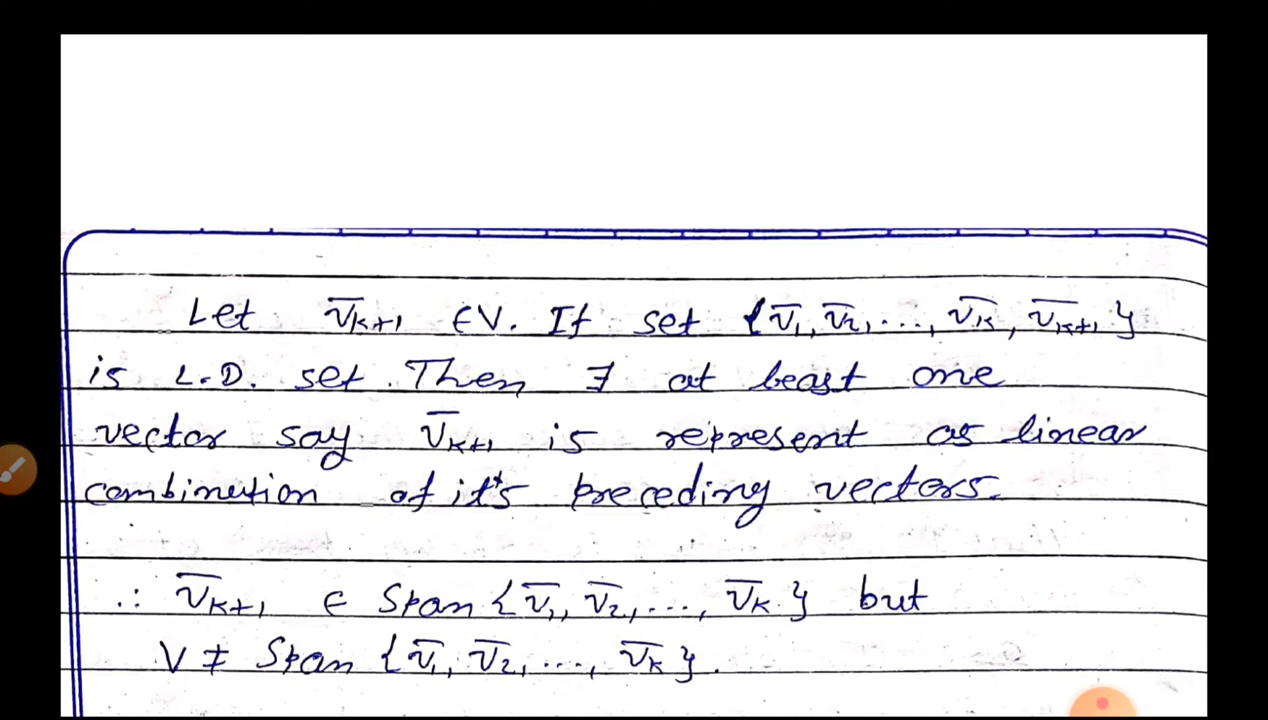 Let v̅ₖ₊₁ ∈V. If set {v̅₁, v̅₂, ..., v̅ₖ, v̅ₖ₊₁}
is L.D. set. Then ∃ at least one
vector say v̅ₖ₊₁ is represent as linear
combination of it's preceding vectors.
∴ v̅ₖ₊₁ ∈ Span {v̅₁, v̅₂, ..., v̅ₖ} but
V ≠ Span {v̅₁, v̅₂, ..., v̅ₖ}.